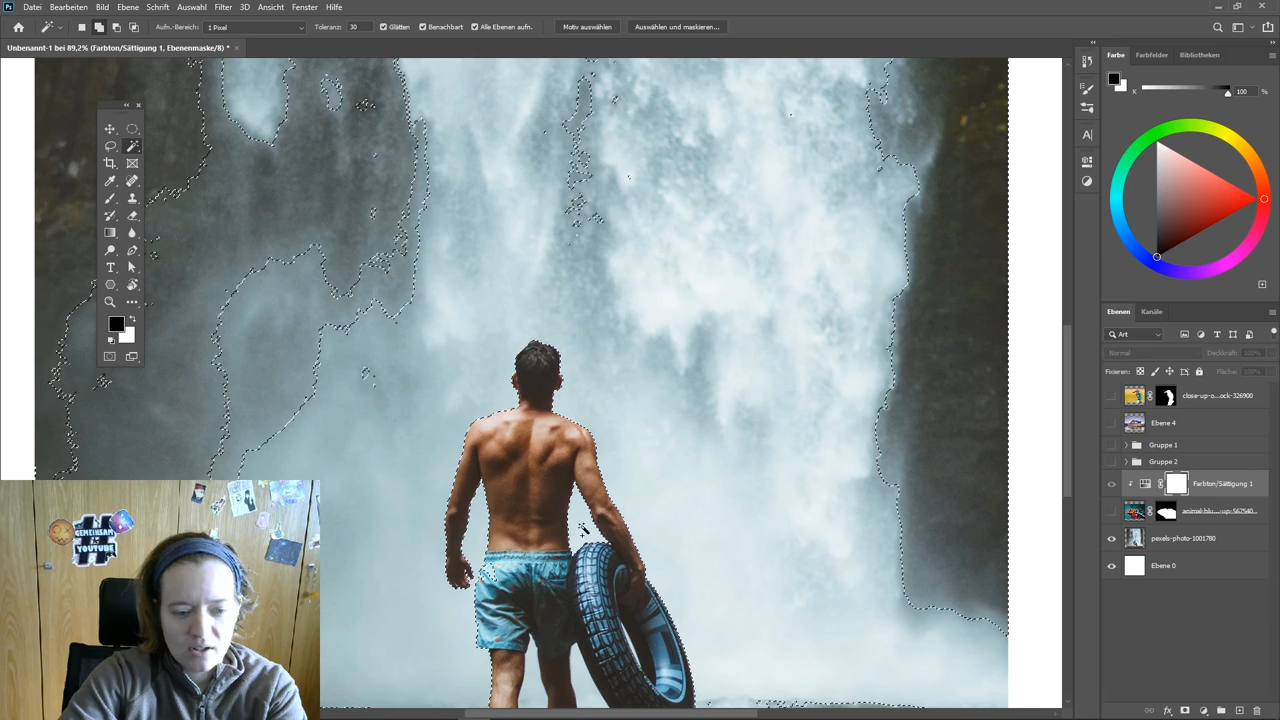 Datei Bearbeiten Bild Ebene Schrift Auswahl Filter 3D Ansicht Fenster Hilfe
Aufn.-Bereich: 1 Pixel Toleranz: 30 Glätten Benachbart Alle Ebenen aufn. Motiv auswählen Auswählen und maskieren...
Unbenannt-1 bei 89,2% (Farbton/Sättigung 1, Ebenenmaske/8) *
Farbe Farbfelder Bibliotheken
K 100 %
Ebenen Kanäle
Art
Normal Deckkraft: 100%
Fixieren: Fläche: 100%
close-up-o...ock-326900
Ebene 4
Gruppe 1
Gruppe 2
Farbton/Sättigung 1
pexels-photo-1001780
Ebene 0
GEMEINSAM
YOUTUBE